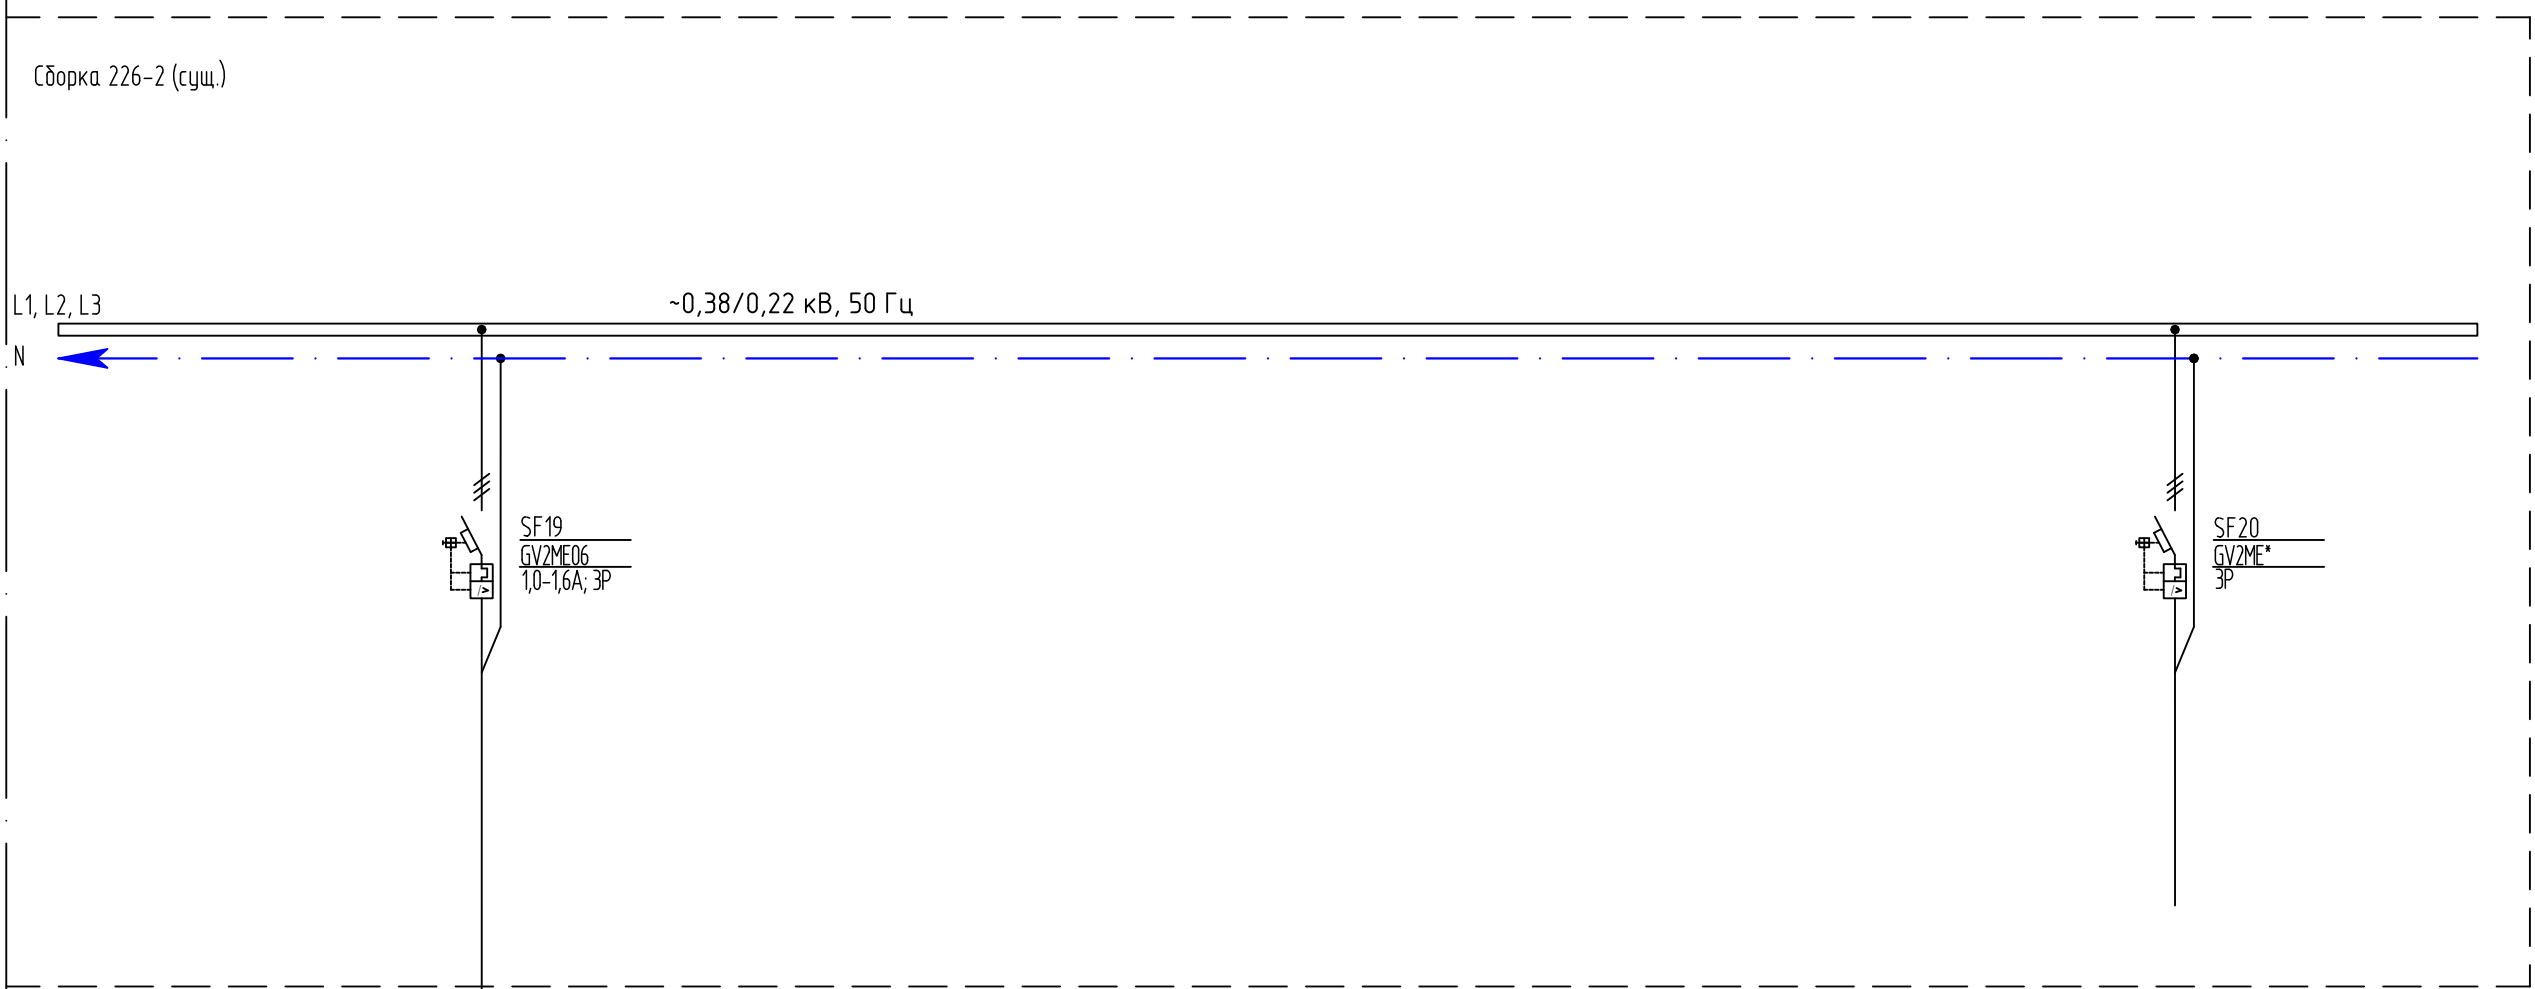 Сборка 226-2 (сущ.)
L1, L2, L3
~0,38/0,22 кВ, 50 Гц
N
SF19
GV2ME06
1,0-1,6А; 3Р
SF20
GV2ME*
3Р